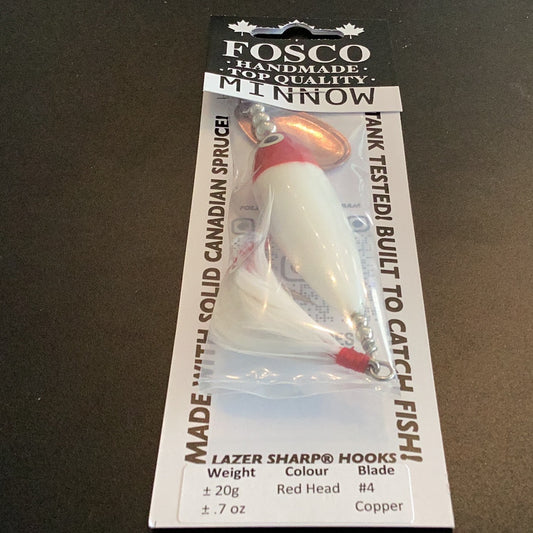 FOSCO
HANDMADE
· TOP QUALITY ·
MINNOW
MADE WITH SOLID CANADIAN SPRUCE!
TANK TESTED! BUILT TO CATCH FISH!
LAZER SHARP® HOOKS
Weight Colour Blade
± 20g Red Head #4
± .7 oz Copper